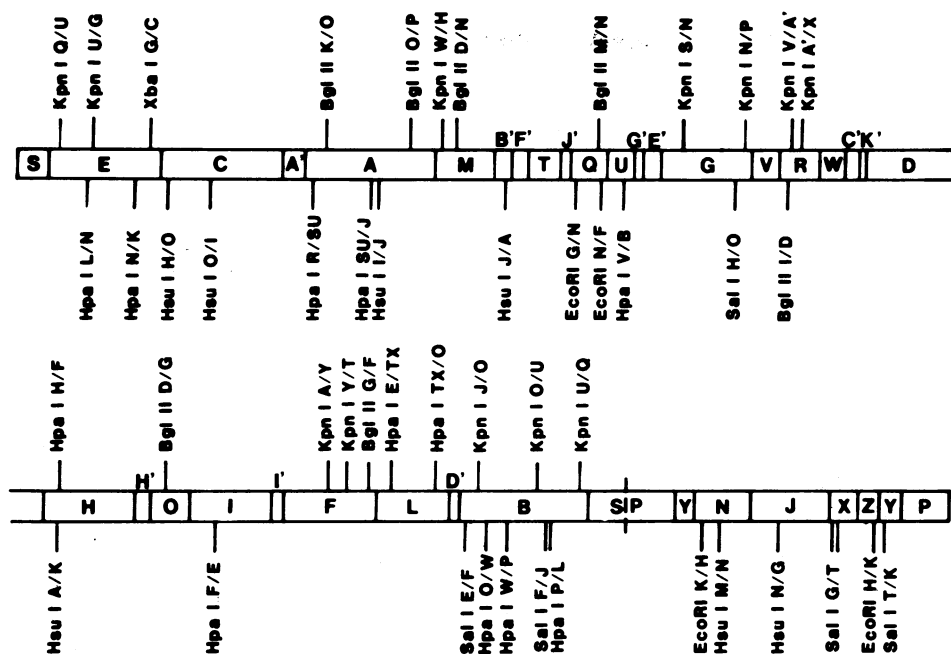 Kpn I Q/U
Kpn I U/G
Xba I G/C
Bgl II K/O
Bgl II O/P
Kpn I W/H
Bgl II D/N
Bgl II M/N
Kpn I S/N
Kpn I N/P
Kpn I V/A'
Kpn I A'/X
B' F' J' G' E' C' K'
S E C A' A M T Q U G V R W D
Hpa I L/N
Hpa I N/K
Hsu I H/O
Hsu I O/I
Hpa I R/SU
Hpa I SU/J
Hsu I I/J
Hsu I J/A
EcoRI G/N
EcoRI N/F
Hpa I V/B
Sal I H/O
Bgl II I/D
Hpa I H/F
Bgl II D/G
Kpn I A/Y
Kpn I Y/T
Bgl II G/F
Hpa I E/TX
Hpa I TX/O
Kpn I J/O
Kpn I O/U
Kpn I U/Q
H' I' D'
H O I F L B S P Y N J X Z Y P
Hsu I A/K
Hpa I F/E
Sal I E/F
Hpa I O/W
Hpa I W/P
Sal I F/J
Hpa I P/L
EcoRI K/H
Hsu I M/N
Hsu I N/G
Sal I G/T
EcoRI H/K
Sal I T/K